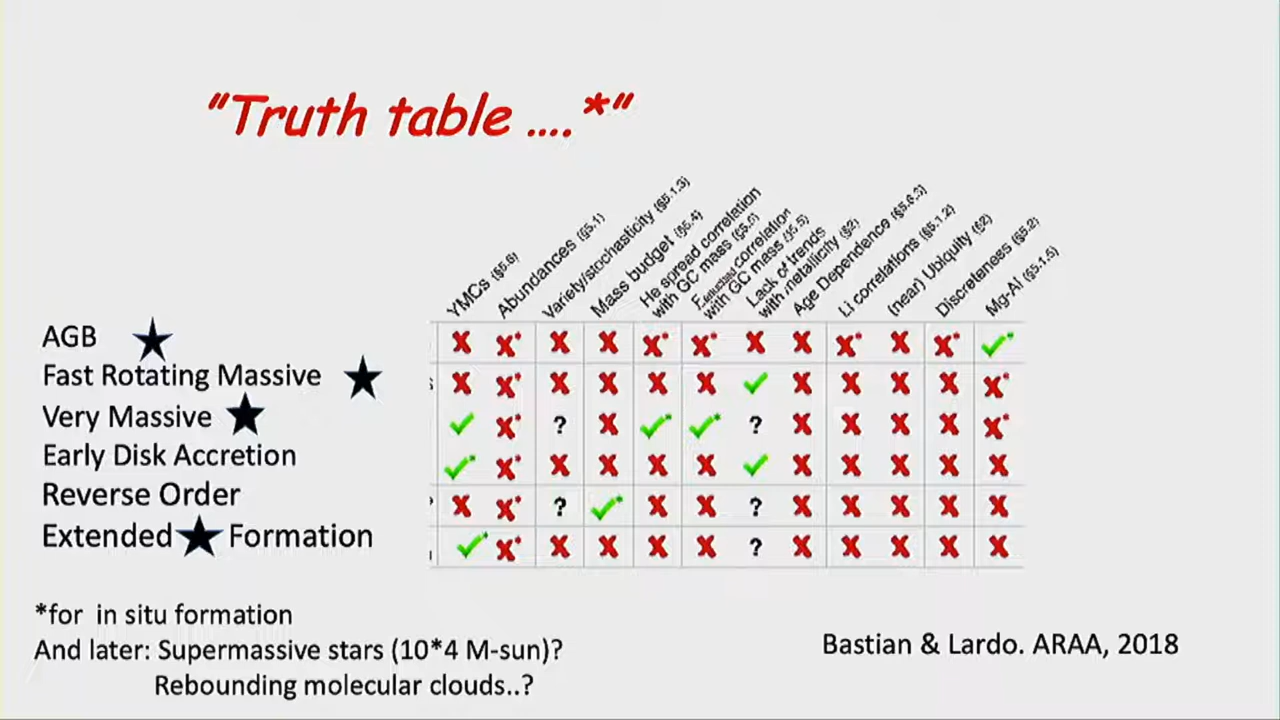 "Truth table ....*"
YMCs (§5.6)
Abundances (§5.1)
Variety/stochasticity (§5.1.3)
Mass budget (§5.4)
He spread correlation
with GC mass
correlation
with GC mass (§5.5)
Lack of trends
with metallicity (§2)
Age Dependence (§5.6.3)
Li correlations (§5.1.2)
(near) Ubiquity (§2)
Discreteness (§5.2)
Mg-Al (§5.1.5)
AGB ★ X X* X X X* X* X X X* X X* ✓*
Fast Rotating Massive ★ X X* X X X X ✓ X X X X X*
Very Massive ★ ✓ X* ? X ✓* ✓* ? X X X X X*
Early Disk Accretion ✓* X* X X X X ✓ X X X X X
Reverse Order X X* ? ✓* X X ? X X X X X
Extended ★ Formation ✓* X* X X X X ? X X X X X
*for in situ formation
And later: Supermassive stars (10*4 M-sun)?
Rebounding molecular clouds..?
Bastian & Lardo. ARAA, 2018